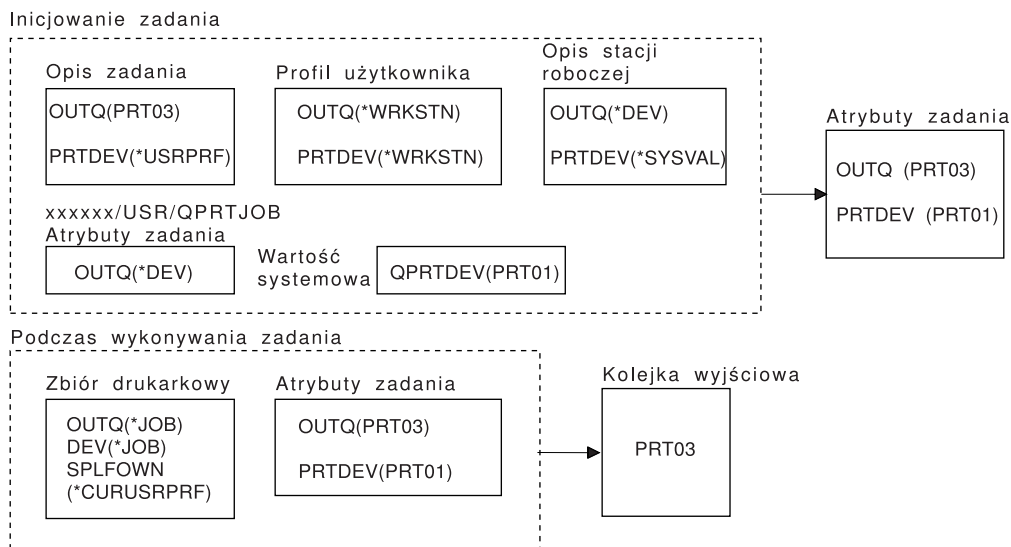 Inicjowanie zadania
Opis zadania
OUTQ(PRT03)
PRTDEV(*USRPRF)
Profil użytkownika
OUTQ(*WRKSTN)
PRTDEV(*WRKSTN)
Opis stacji
roboczej
OUTQ(*DEV)
PRTDEV(*SYSVAL)
Atrybuty zadania
OUTQ (PRT03)
PRTDEV (PRT01)
xxxxxx/USR/QPRTJOB
Atrybuty zadania
OUTQ(*DEV)
Wartość
systemowa
QPRTDEV(PRT01)
Podczas wykonywania zadania
Zbiór drukarkowy
OUTQ(*JOB)
DEV(*JOB)
SPLFOWN
(*CURUSRPRF)
Atrybuty zadania
OUTQ(PRT03)
PRTDEV(PRT01)
Kolejka wyjściowa
PRT03